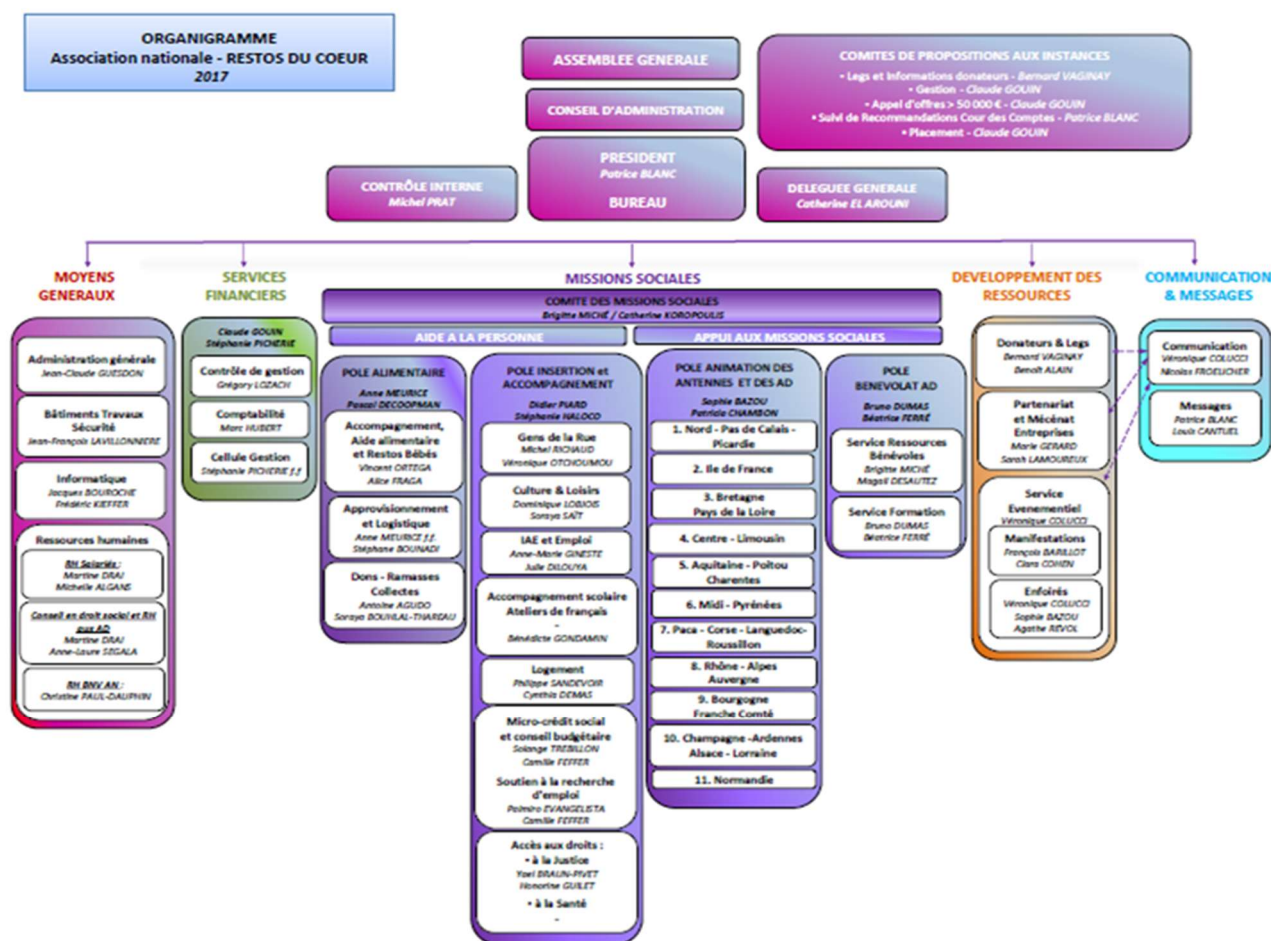 ORGANIGRAMME
Association nationale - RESTOS DU COEUR
2017
ASSEMBLEE GENERALE
CONSEIL D'ADMINISTRATION
PRESIDENT
Patrice BLANC
BUREAU
COMITES DE PROPOSITIONS AUX INSTANCES
• Legs et Informations donateurs - Bernard VAGINAY
• Gestion - Claude GOUIN
• Appel d'offres > 50 000 € - Claude GOUIN
• Suivi de Recommandations Cour des Comptes - Patrice BLANC
• Placement - Claude GOUIN
CONTRÔLE INTERNE
Michel PRAT
DELEGUEE GENERALE
Catherine EL AROUNI
MOYENS
GENERAUX
Administration générale
Jean-Claude GUESDON
Bâtiments Travaux
Sécurité
Jean-François LAVILLONNIERE
Informatique
Jacques BOUROCHE
Frédéric KIEFFER
Ressources humaines
RH Salariés :
Martine DRAI
Michelle ALGANS
Conseil en droit social et RH
aux AD
Martine DRAI
Anne-Laure SEGALA
RH BNV AN :
Christine PAUL-DAUPHIN
SERVICES
FINANCIERS
Claude GOUIN
Stéphanie PICHERIE
Contrôle de gestion
Grégory LOZACH
Comptabilité
Marc HUBERT
Cellule Gestion
Stéphanie PICHERIE f.f
MISSIONS SOCIALES
COMITE DES MISSIONS SOCIALES
Brigitte MICHÉ / Catherine KOROPOULIS
AIDE A LA PERSONNE
APPUI AUX MISSIONS SOCIALES
POLE ALIMENTAIRE
Anne MEURICE
Pascal DECOOPMAN
Accompagnement,
Aide alimentaire
et Restos Bébés
Vincent ORTEGA
Alice FRAGA
Approvisionnement
et Logistique
Anne MEURICE f.f.
Stéphane BOUNADI
Dons - Ramasses
Collectes
Antoine AGUDO
Soraya BOUHLAL-THAREAU
POLE INSERTION et
ACCOMPAGNEMENT
Didier PIARD
Stéphanie HALOCO
Gens de la Rue
Michel RICHAUD
Véronique OTCHOUMOU
Culture & Loisirs
Dominique LOBJOIS
Soraya SAÏT
IAE et Emploi
Anne-Marie GINESTE
Julie DILOUYA
Accompagnement scolaire
Ateliers de français
-
Bénédicte GONDAMIN
Logement
Philippe SANDEVOIR
Cynthia DEMAS
Micro-crédit social
et conseil budgétaire
Solange TREBILLON
Camille FEFFER
Soutien à la recherche
d'emploi
Palmiro EVANGELISTA
Camille FEFFER
Accès aux droits :
• à la Justice
Yael BRAUN-PIVET
Honorine GUILET
• à la Santé
-
POLE ANIMATION DES
ANTENNES ET DES AD
Sophie BAZOU
Patricia CHAMBON
1. Nord - Pas de Calais -
Picardie
2. Ile de France
3. Bretagne
Pays de la Loire
4. Centre - Limousin
5. Aquitaine - Poitou
Charentes
6. Midi - Pyrénées
7. Paca - Corse - Languedoc-
Roussillon
8. Rhône - Alpes
Auvergne
9. Bourgogne
Franche Comté
10. Champagne -Ardennes
Alsace - Lorraine
11. Normandie
POLE
BENEVOLAT AD
Bruno DUMAS
Béatrice FERRÉ
Service Ressources
Bénévoles
Brigitte MICHÉ
Magali DESAUTEZ
Service Formation
Bruno DUMAS
Béatrice FERRÉ
DEVELOPPEMENT DES
RESSOURCES
Donateurs & Legs
Bernard VAGINAY
Benoît ALAIN
Partenariat
et Mécénat
Entreprises
Marie GERARD
Sarah LAMOUREUX
Service
Evenementiel
Véronique COLUCCI
Manifestations
François BARILLOT
Clara COHEN
Enfoirés
Véronique COLUCCI
Sophie BAZOU
Agathe REVOL
COMMUNICATION
& MESSAGES
Communication
Véronique COLUCCI
Nicolas FROELICHER
Messages
Patrice BLANC
Louis CANTUEL